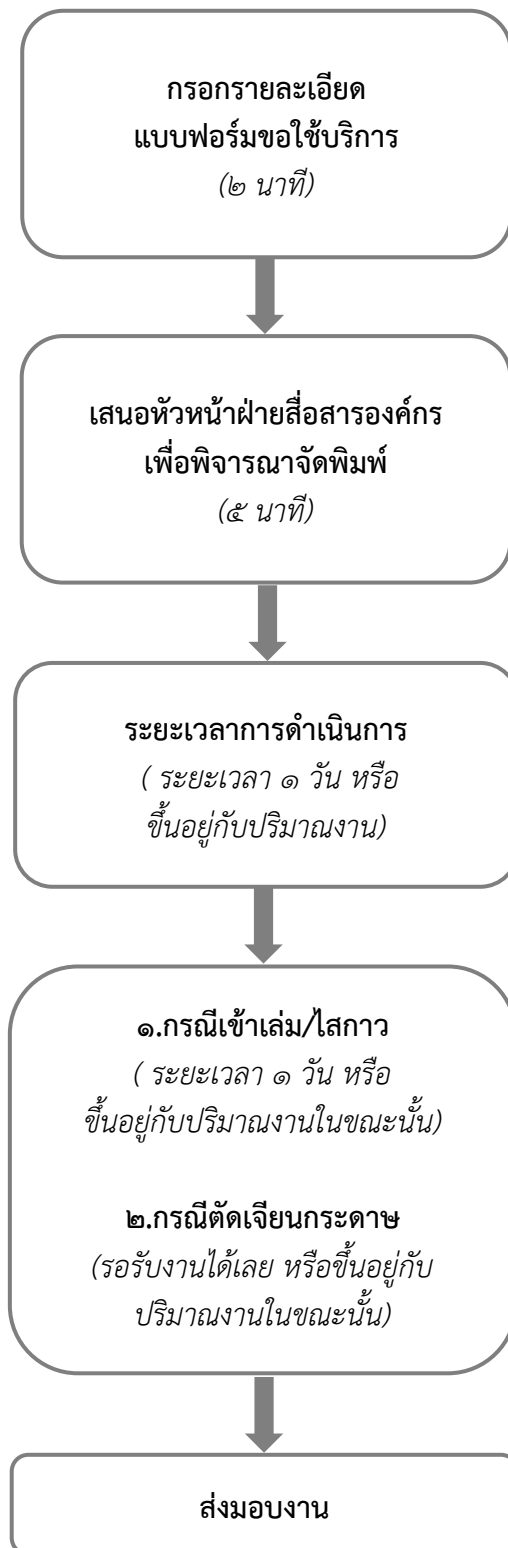 กรอกรายละเอียด
แบบฟอร์มขอใช้บริการ
(๒ นาที)
เสนอหัวหน้าฝ่ายสื่อสารองค์กร
เพื่อพิจารณาจัดพิมพ์
(๕ นาที)
ระยะเวลาการดำเนินการ
( ระยะเวลา ๑ วัน หรือ
ขึ้นอยู่กับปริมาณงาน)
๑.กรณีเข้าเล่ม/ไสกาว
( ระยะเวลา ๑ วัน หรือ
ขึ้นอยู่กับปริมาณงานในขณะนั้น)
๒.กรณีตัดเจียนกระดาษ
(รอรับงานได้เลย หรือขึ้นอยู่กับ
ปริมาณงานในขณะนั้น)
ส่งมอบงาน